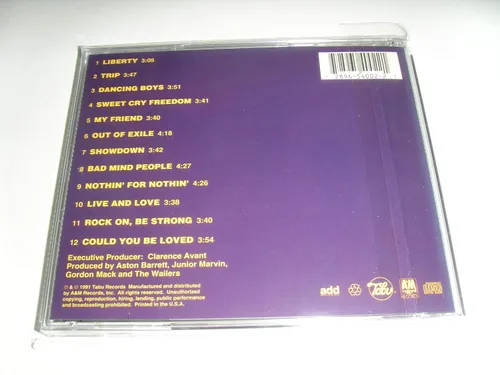 1 LIBERTY 3:05
2 TRIP 3:47
3 DANCING BOYS 3:51
4 SWEET CRY FREEDOM 3:41
5 MY FRIEND 3:40
6 OUT OF EXILE 4:18
7 SHOWDOWN 3:42
8 BAD MIND PEOPLE 4:27
9 NOTHIN' FOR NOTHIN' 4:26
10 LIVE AND LOVE 3:38
11 ROCK ON, BE STRONG 3:40
12 COULD YOU BE LOVED 3:54
Executive Producer: Clarence Avant
Produced by Aston Barrett, Junior Marvin,
Gordon Mack and The Wailers
℗ & © 1991 Tabu Records Manufactured and distributed
by A&M Records, Inc. All rights reserved. Unauthorized
copying, reproduction, hiring, lending, public performance
and broadcasting prohibited. Printed in the U.S.A.
add
Tabu
A&M
RECORDS